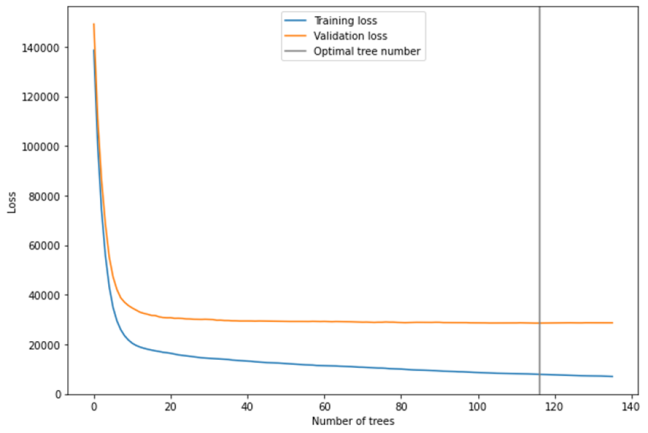 Training loss
Validation loss
Optimal tree number
140000
120000
100000
80000
60000
40000
20000
0
Loss
0 20 40 60 80 100 120 140
Number of trees